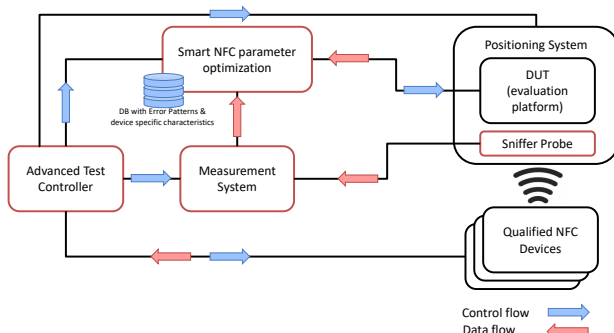 Smart NFC parameter
optimization
DB with Error Patterns &
device specific characteristics
Positioning System
DUT
(evaluation
platform)
Sniffer Probe
Advanced Test
Controller
Measurement
System
Qualified NFC
Devices
Control flow
Data flow